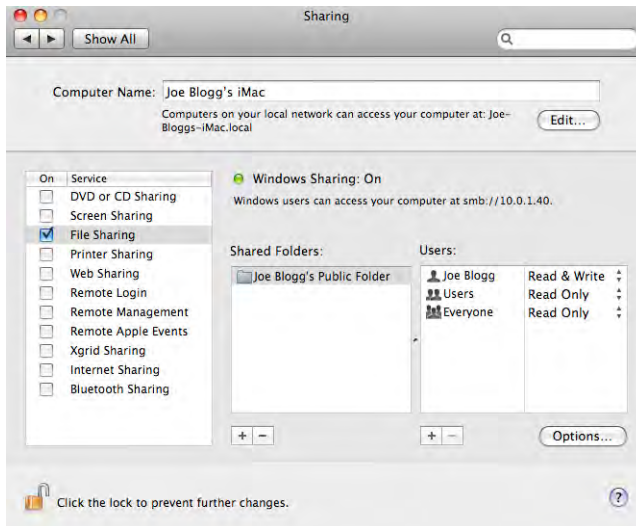 Sharing
Show All
Computer Name: Joe Blogg's iMac
Computers on your local network can access your computer at: Joe-
Bloggs-iMac.local
Edit...
On Service
DVD or CD Sharing
Screen Sharing
File Sharing
Printer Sharing
Web Sharing
Remote Login
Remote Management
Remote Apple Events
Xgrid Sharing
Internet Sharing
Bluetooth Sharing
Windows Sharing: On
Windows users can access your computer at smb://10.0.1.40.
Shared Folders:
Joe Blogg's Public Folder
Users:
Joe Blogg Read & Write
Users Read Only
Everyone Read Only
+ −
+ −
Options...
Click the lock to prevent further changes.
?